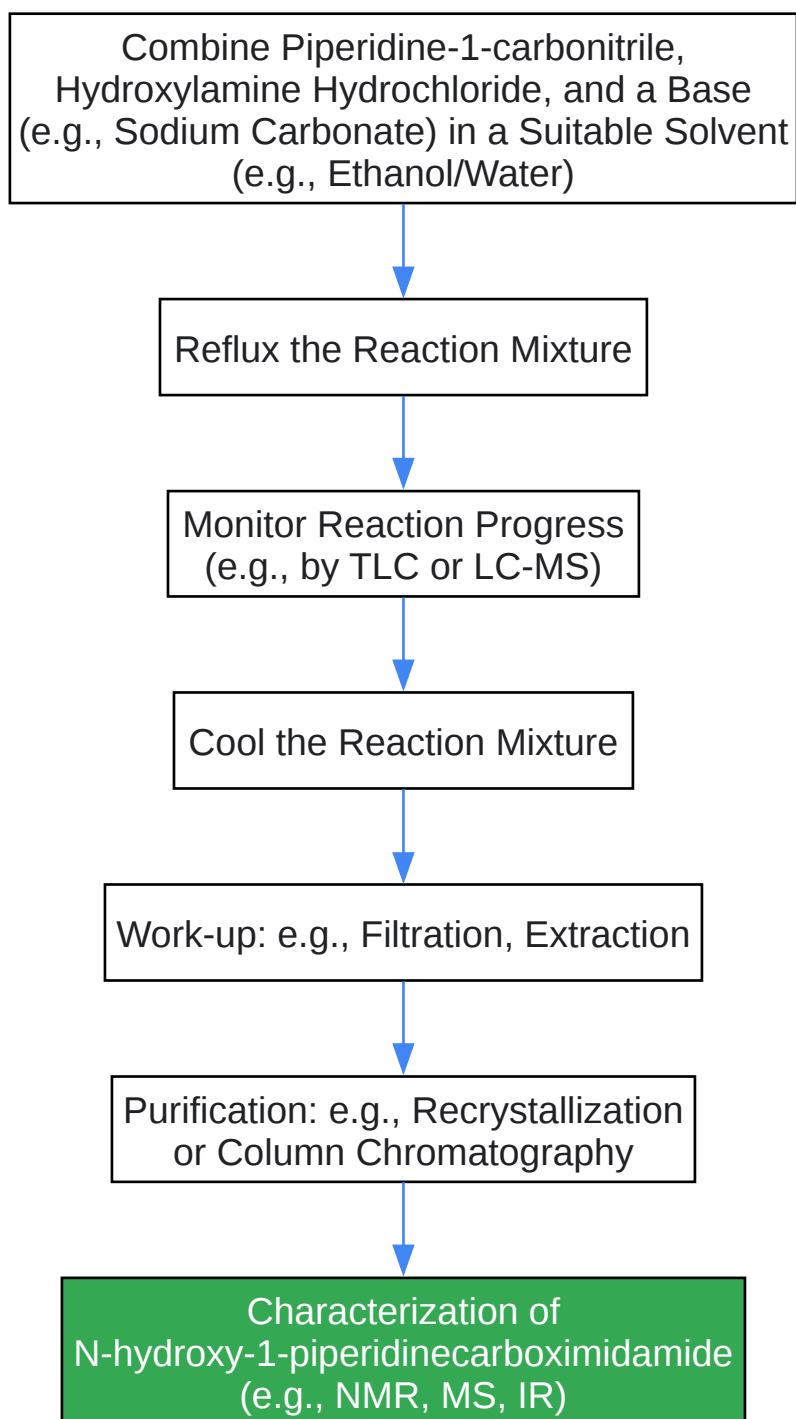 Combine Piperidine-1-carbonitrile,
Hydroxylamine Hydrochloride, and a Base
(e.g., Sodium Carbonate) in a Suitable Solvent
(e.g., Ethanol/Water)
Reflux the Reaction Mixture
Monitor Reaction Progress
(e.g., by TLC or LC-MS)
Cool the Reaction Mixture
Work-up: e.g., Filtration, Extraction
Purification: e.g., Recrystallization
or Column Chromatography
Characterization of
N-hydroxy-1-piperidinecarboximidamide
(e.g., NMR, MS, IR)